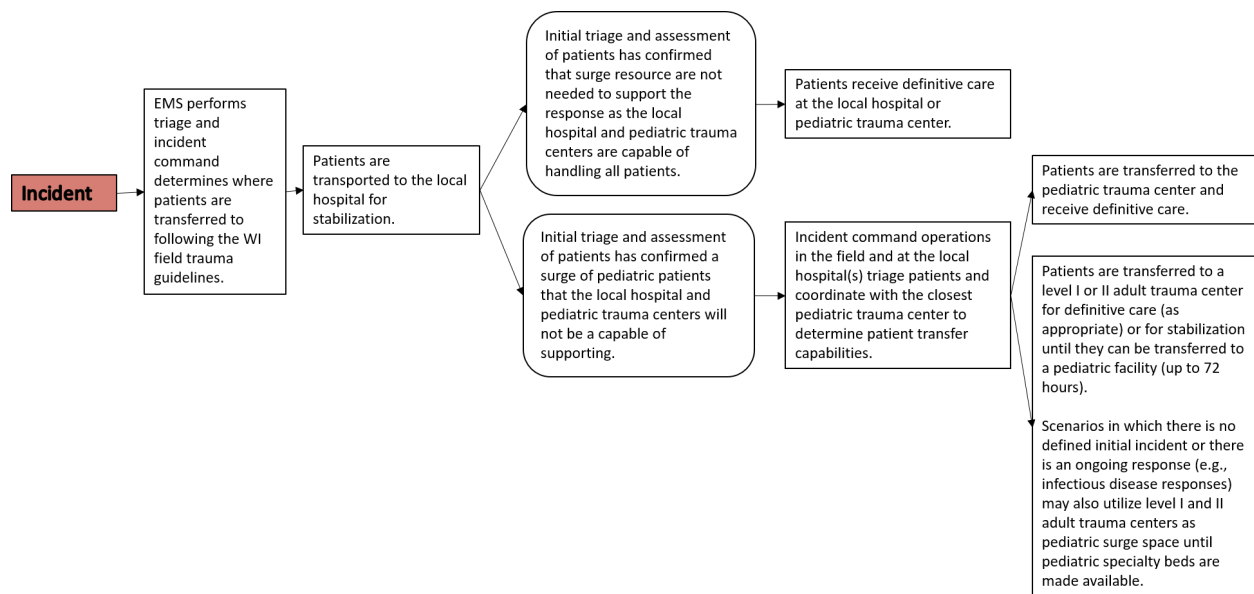 Incident
EMS performs
triage and
incident
command
determines where
patients are
transferred to
following the WI
field trauma
guidelines.
Patients are
transported to the local
hospital for
stabilization.
Initial triage and assessment
of patients has confirmed
that surge resource are not
needed to support the
response as the local
hospital and pediatric trauma
centers are capable of
handling all patients.
Patients receive definitive care
at the local hospital or
pediatric trauma center.
Initial triage and assessment
of patients has confirmed a
surge of pediatric patients
that the local hospital and
pediatric trauma centers will
not be a capable of
supporting.
Incident command operations
in the field and at the local
hospital(s) triage patients and
coordinate with the closest
pediatric trauma center to
determine patient transfer
capabilities.
Patients are transferred to the
pediatric trauma center and
receive definitive care.
Patients are transferred to a
level I or II adult trauma center
for definitive care (as
appropriate) or for stabilization
until they can be transferred to
a pediatric facility (up to 72
hours).
Scenarios in which there is no
defined initial incident or there
is an ongoing response (e.g.,
infectious disease responses)
may also utilize level I and II
adult trauma centers as
pediatric surge space until
pediatric specialty beds are
made available.